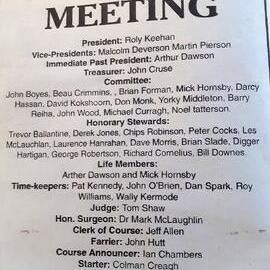 MEETING
President: Roly Keehan
Vice-Presidents: Malcolm Deverson Martin Pierson
Immediate Past President: Arthur Dawson
Treasurer: John Cruse
Committee:
John Boyes, Beau Crimmins, , Brian Forman, Mick Hornsby, Darcy
Hassan, David Kokshoorn, Don Monk, Yorky Middleton, Barry
Reiha, John Wood, Michael Curragh, Noel tatterson.
Honorary Stewards:
Trevor Ballantine, Derek Jones, Chips Robinson, Peter Cocks, Les
McLauchlan, Laurence Hanrahan, Dave Morris, Brian Slade, Digger
Hartigan, George Robertson, Richard Cornelius, Bill Downes.
Life Members:
Arther Dawson and Mick Hornsby
Time-keepers: Pat Kennedy, John O'Brien, Dan Spark, Roy
Williams, Wally Kermode
Judge: Tom Shaw
Hon. Surgeon: Dr Mark McLaughlin
Clerk of Course: Jeff Allen
Farrier: John Hutt
Course Announcer: Ian Chambers
Starter: Colman Creagh